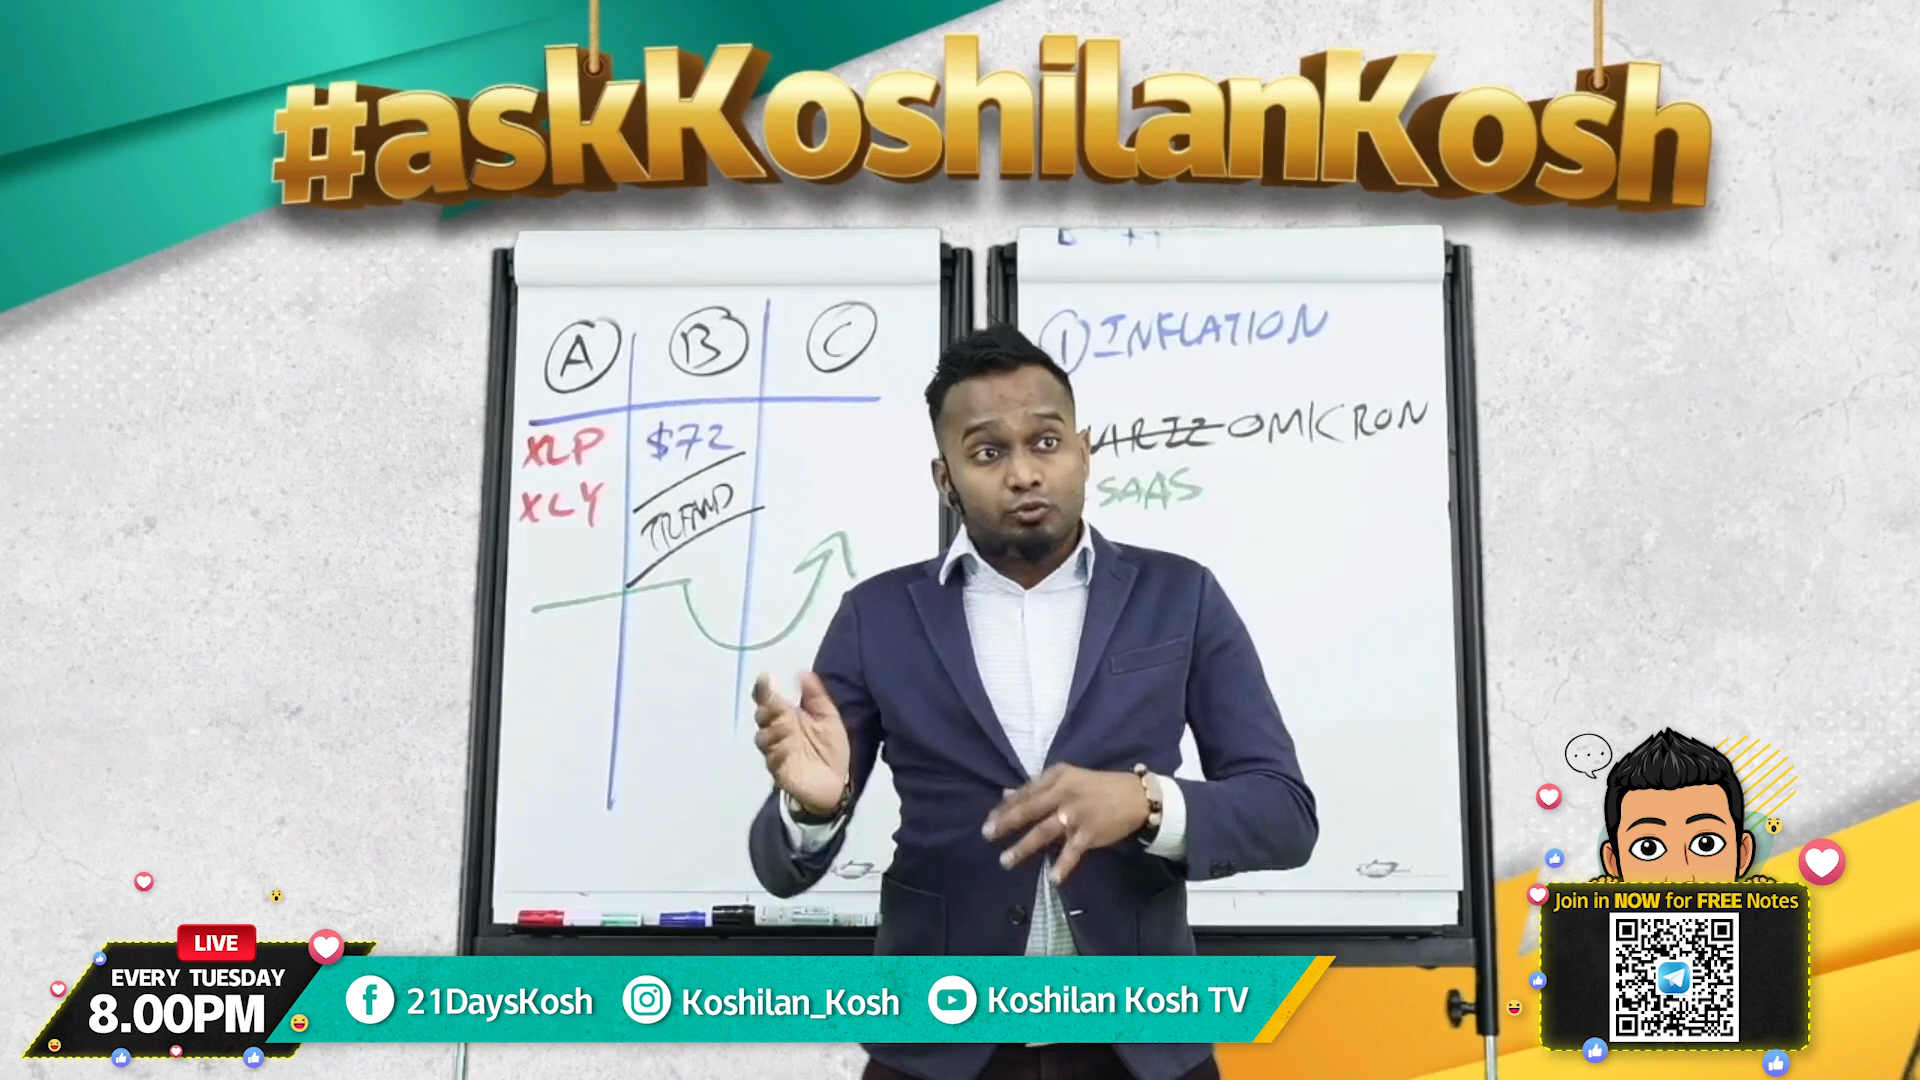 #askKoshilanKosh
A B C
XLP $72
XLY TREND
1 INFLATION
OMICRON
SAAS
Join in NOW for FREE Notes
LIVE
EVERY TUESDAY
8.00PM
21DaysKosh
Koshilan_Kosh
Koshilan Kosh TV